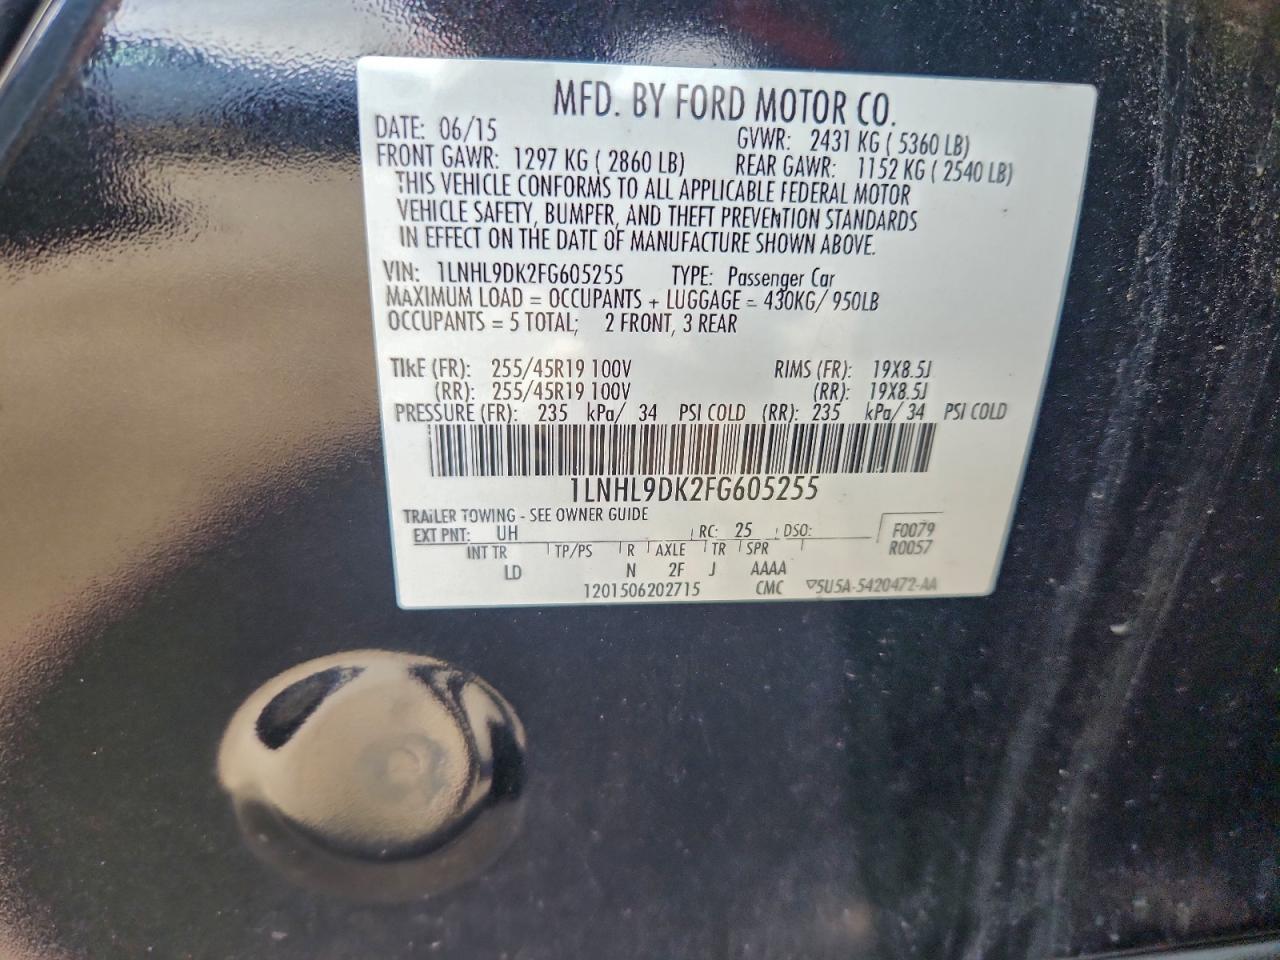 MFD. BY FORD MOTOR CO.
DATE: 06/15 GVWR: 2431 KG ( 5360 LB)
FRONT GAWR: 1297 KG ( 2860 LB) REAR GAWR: 1152 KG ( 2540 LB)
THIS VEHICLE CONFORMS TO ALL APPLICABLE FEDERAL MOTOR
VEHICLE SAFETY, BUMPER, AND THEFT PREVENTION STANDARDS
IN EFFECT ON THE DATE OF MANUFACTURE SHOWN ABOVE.
VIN: 1LNHL9DK2FG605255 TYPE: Passenger Car
MAXIMUM LOAD = OCCUPANTS + LUGGAGE = 430KG/ 950LB
OCCUPANTS = 5 TOTAL; 2 FRONT, 3 REAR
TIRE (FR): 255/45R19 100V RIMS (FR): 19X8.5J
(RR): 255/45R19 100V (RR): 19X8.5J
PRESSURE (FR): 235 kPa/ 34 PSI COLD (RR): 235 kPa/ 34 PSI COLD
1LNHL9DK2FG605255
TRAILER TOWING - SEE OWNER GUIDE
EXT PNT: UH RC: 25 DSO: F0079
INT TR TP/PS R AXLE TR SPR R0057
LD N 2F J AAAA
1201506202715 CMC ▽5U5A-5420472-AA